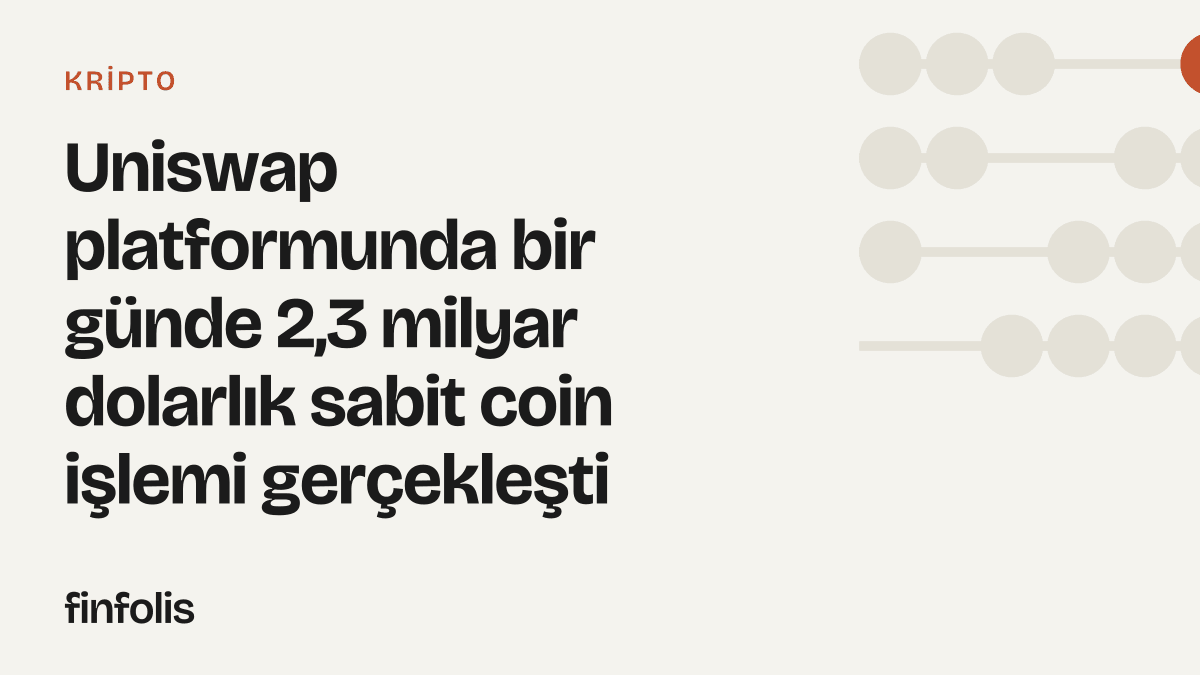 KRİPTO
Uniswap
platformunda bir
günde 2,3 milyar
dolarlık sabit coin
işlemi gerçekleşti
finfolis